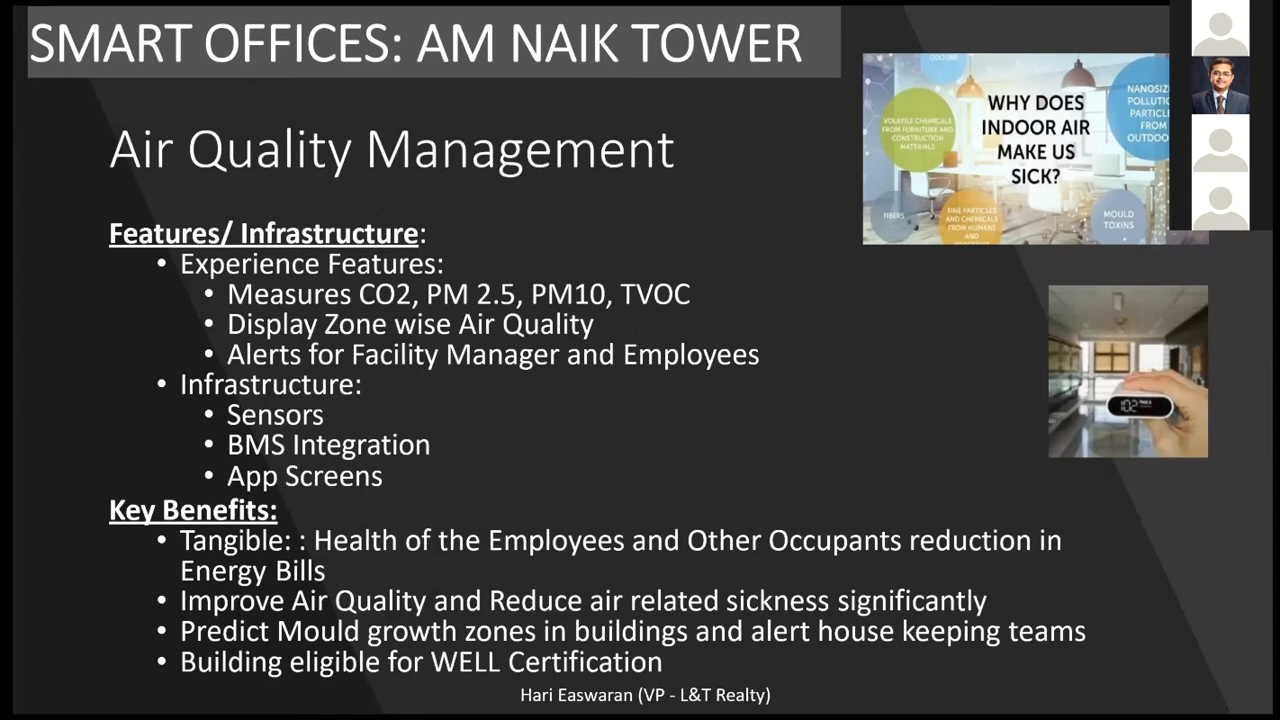 SMART OFFICES: AM NAIK TOWER
Air Quality Management
Features/ Infrastructure:
• Experience Features:
• Measures CO2, PM 2.5, PM10, TVOC
• Display Zone wise Air Quality
• Alerts for Facility Manager and Employees
• Infrastructure:
• Sensors
• BMS Integration
• App Screens
Key Benefits:
• Tangible: : Health of the Employees and Other Occupants reduction in
Energy Bills
• Improve Air Quality and Reduce air related sickness significantly
• Predict Mould growth zones in buildings and alert house keeping teams
• Building eligible for WELL Certification
Hari Easwaran (VP - L&T Realty)
WHY DOES
INDOOR AIR
MAKE US
SICK?
VOLATILE CHEMICALS
FROM FURNITURE AND
CONSTRUCTION
MATERIALS
FIBERS
FINE PARTICLES
AND CHEMICALS
FROM HUMANS
AND
MOULD
TOXINS
FROM